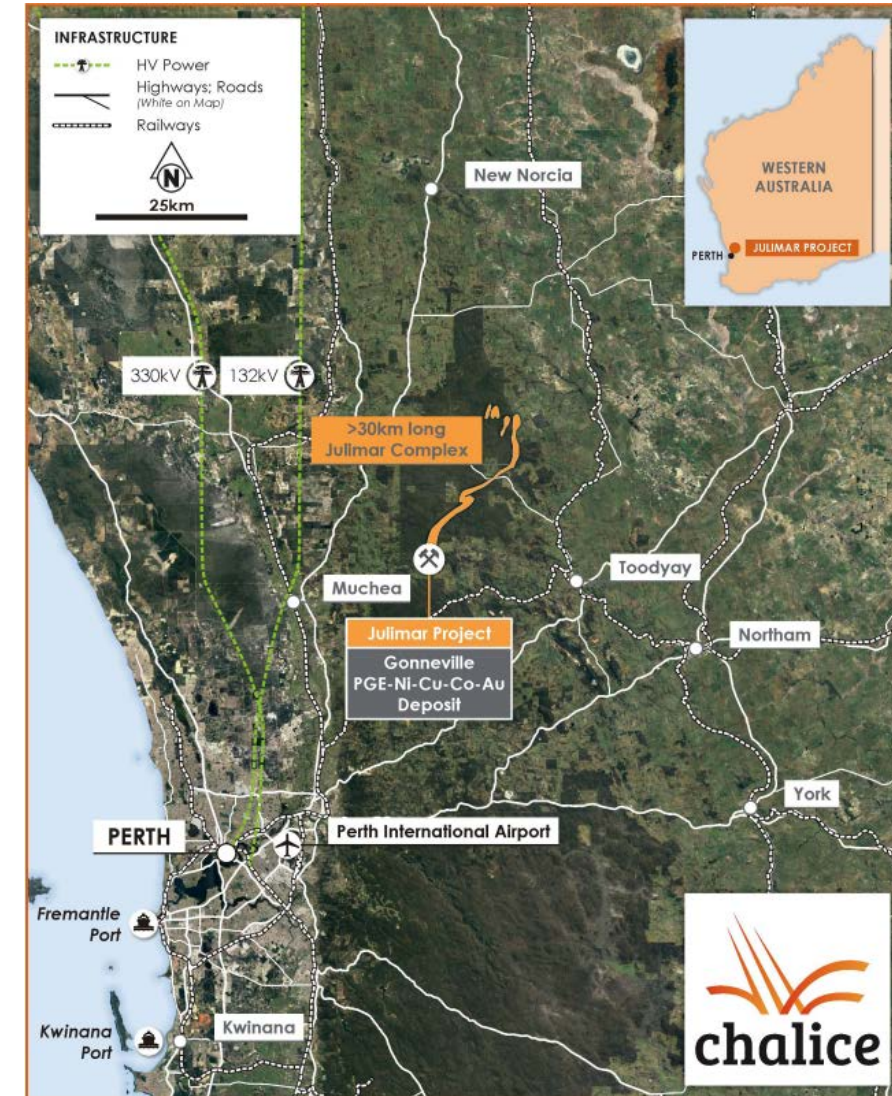 INFRASTRUCTURE
HV Power
Highways; Roads
(White on Map)
Railways
N
25km
New Norcia
WESTERN
AUSTRALIA
PERTH
JULIMAR PROJECT
330kV
132kV
>30km long
Julimar Complex
Muchea
Toodyay
Julimar Project
Gonneville
PGE-Ni-Cu-Co-Au
Deposit
Northam
York
PERTH
Perth International Airport
Fremantle
Port
Kwinana
Port
Kwinana
chalice